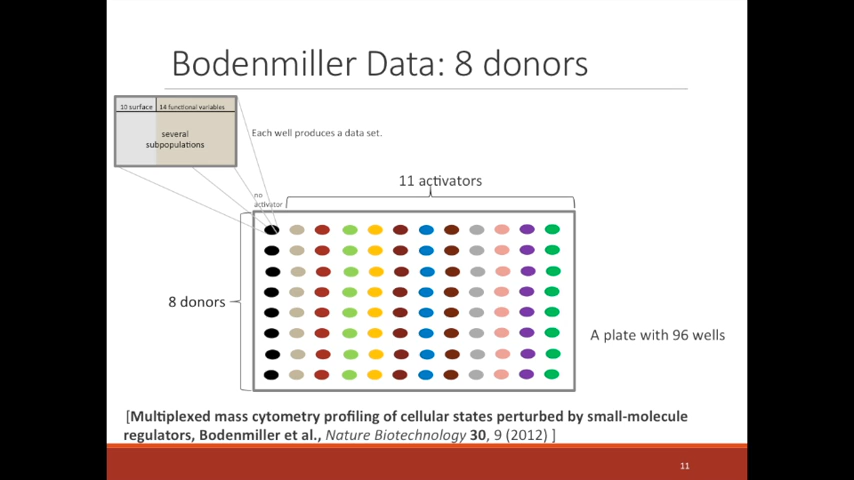 Bodenmiller Data: 8 donors
10 surface 14 functional variables
several
subpopulations
Each well produces a data set.
11 activators
no
activator
8 donors
A plate with 96 wells
[Multiplexed mass cytometry profiling of cellular states perturbed by small-molecule
regulators, Bodenmiller et al., Nature Biotechnology 30, 9 (2012) ]
11